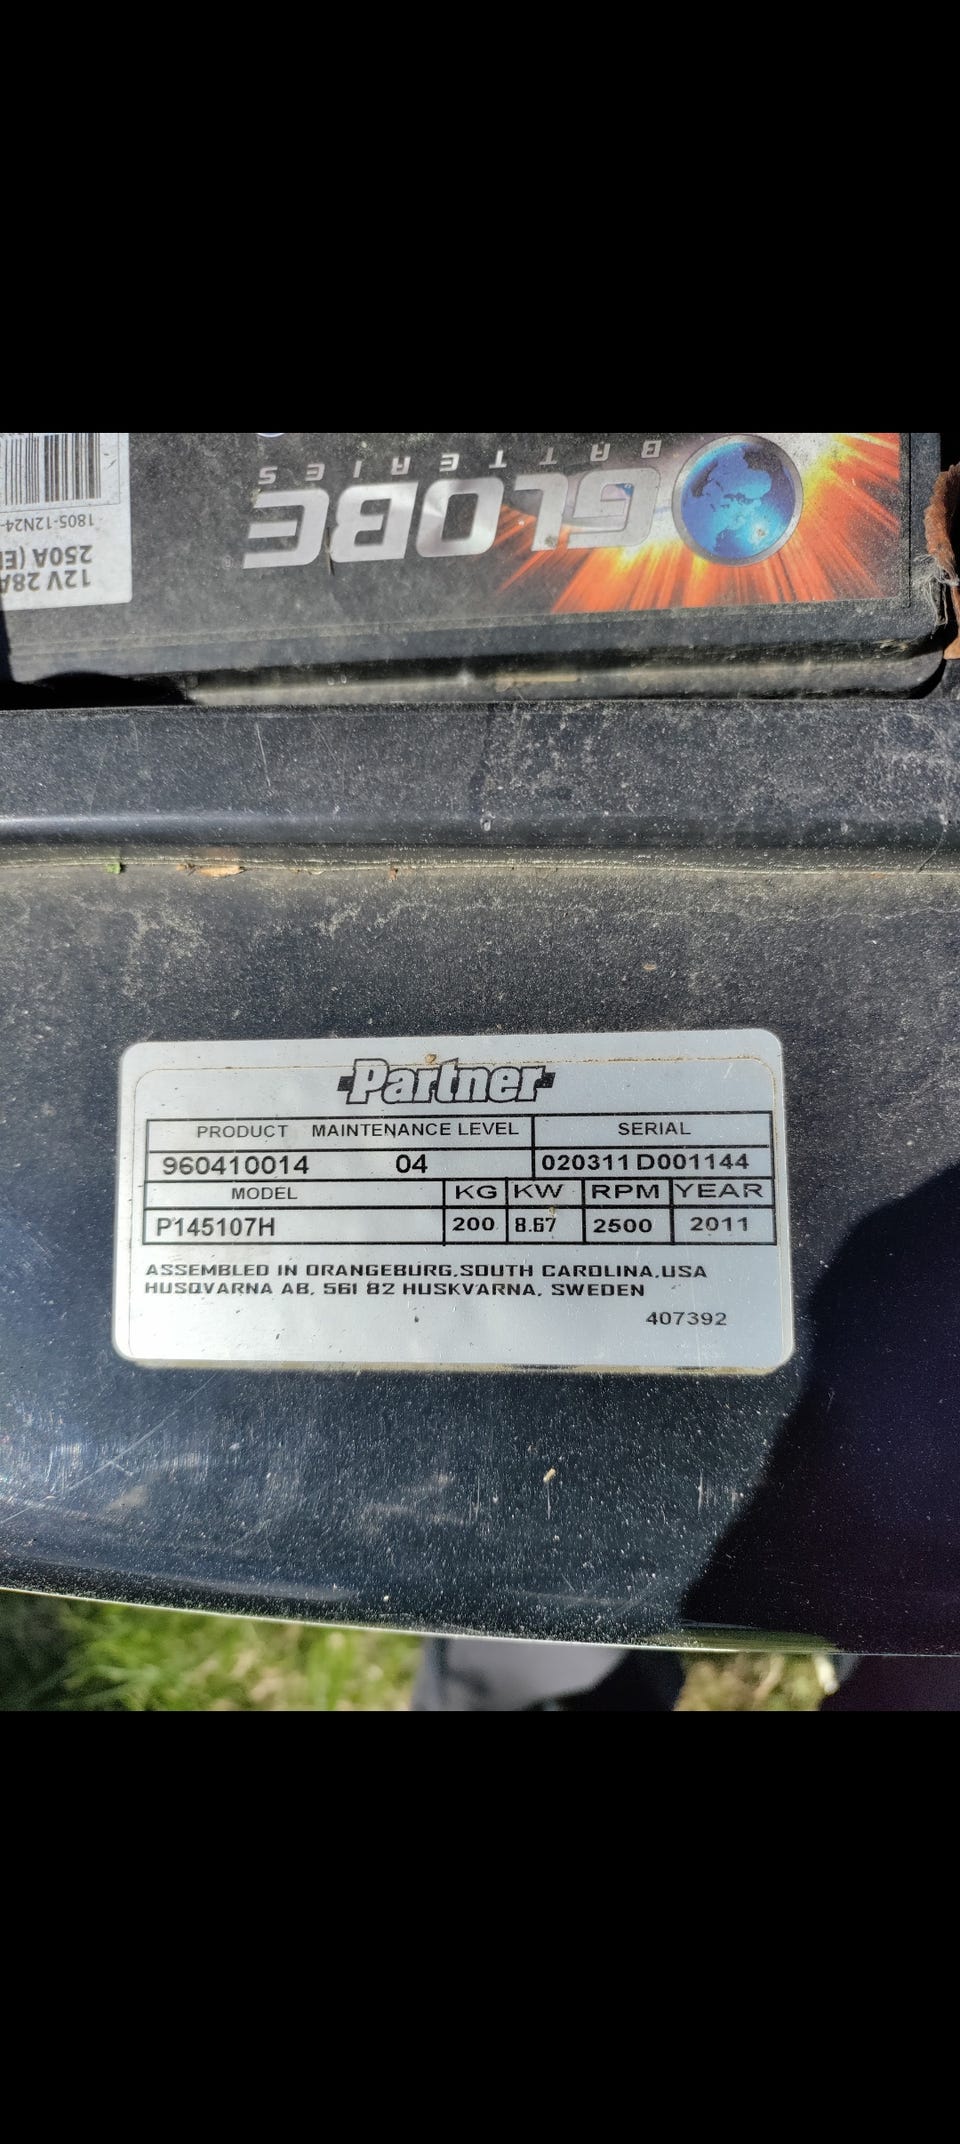 GLOBE
BATTERIES
12V 28A
250A (E
1805-12N24-
Partner
PRODUCT MAINTENANCE LEVEL SERIAL
960410014 04 020311D001144
MODEL KG KW RPM YEAR
P145107H 200 8.67 2500 2011
ASSEMBLED IN ORANGEBURG,SOUTH CAROLINA,USA
HUSQVARNA AB, 561 82 HUSKVARNA, SWEDEN
407392